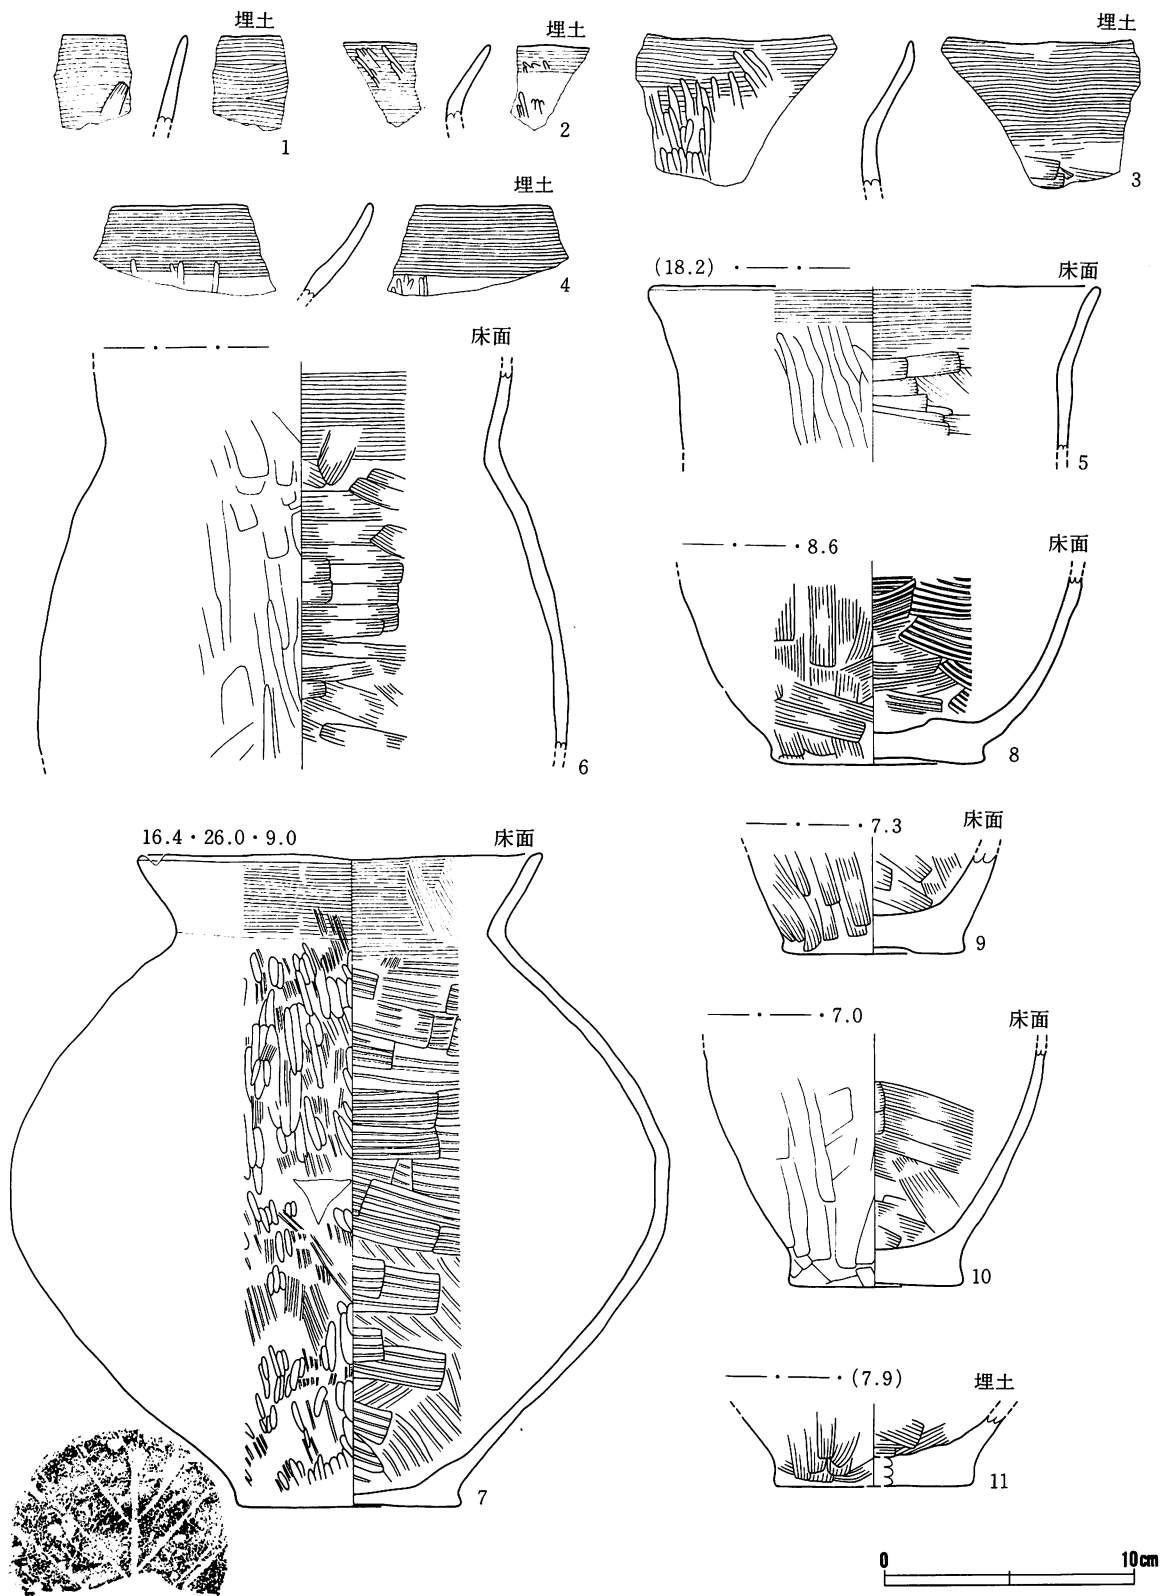 埋土
1
埋土
2
埋土
3
埋土
4
(18.2) ・—・—
床面
5
—・—・—
床面
6
—・—・8.6
床面
8
16.4・26.0・9.0
床面
7
—・—・7.3
床面
9
—・—・7.0
床面
10
—・—・(7.9)
埋土
11
0 10cm